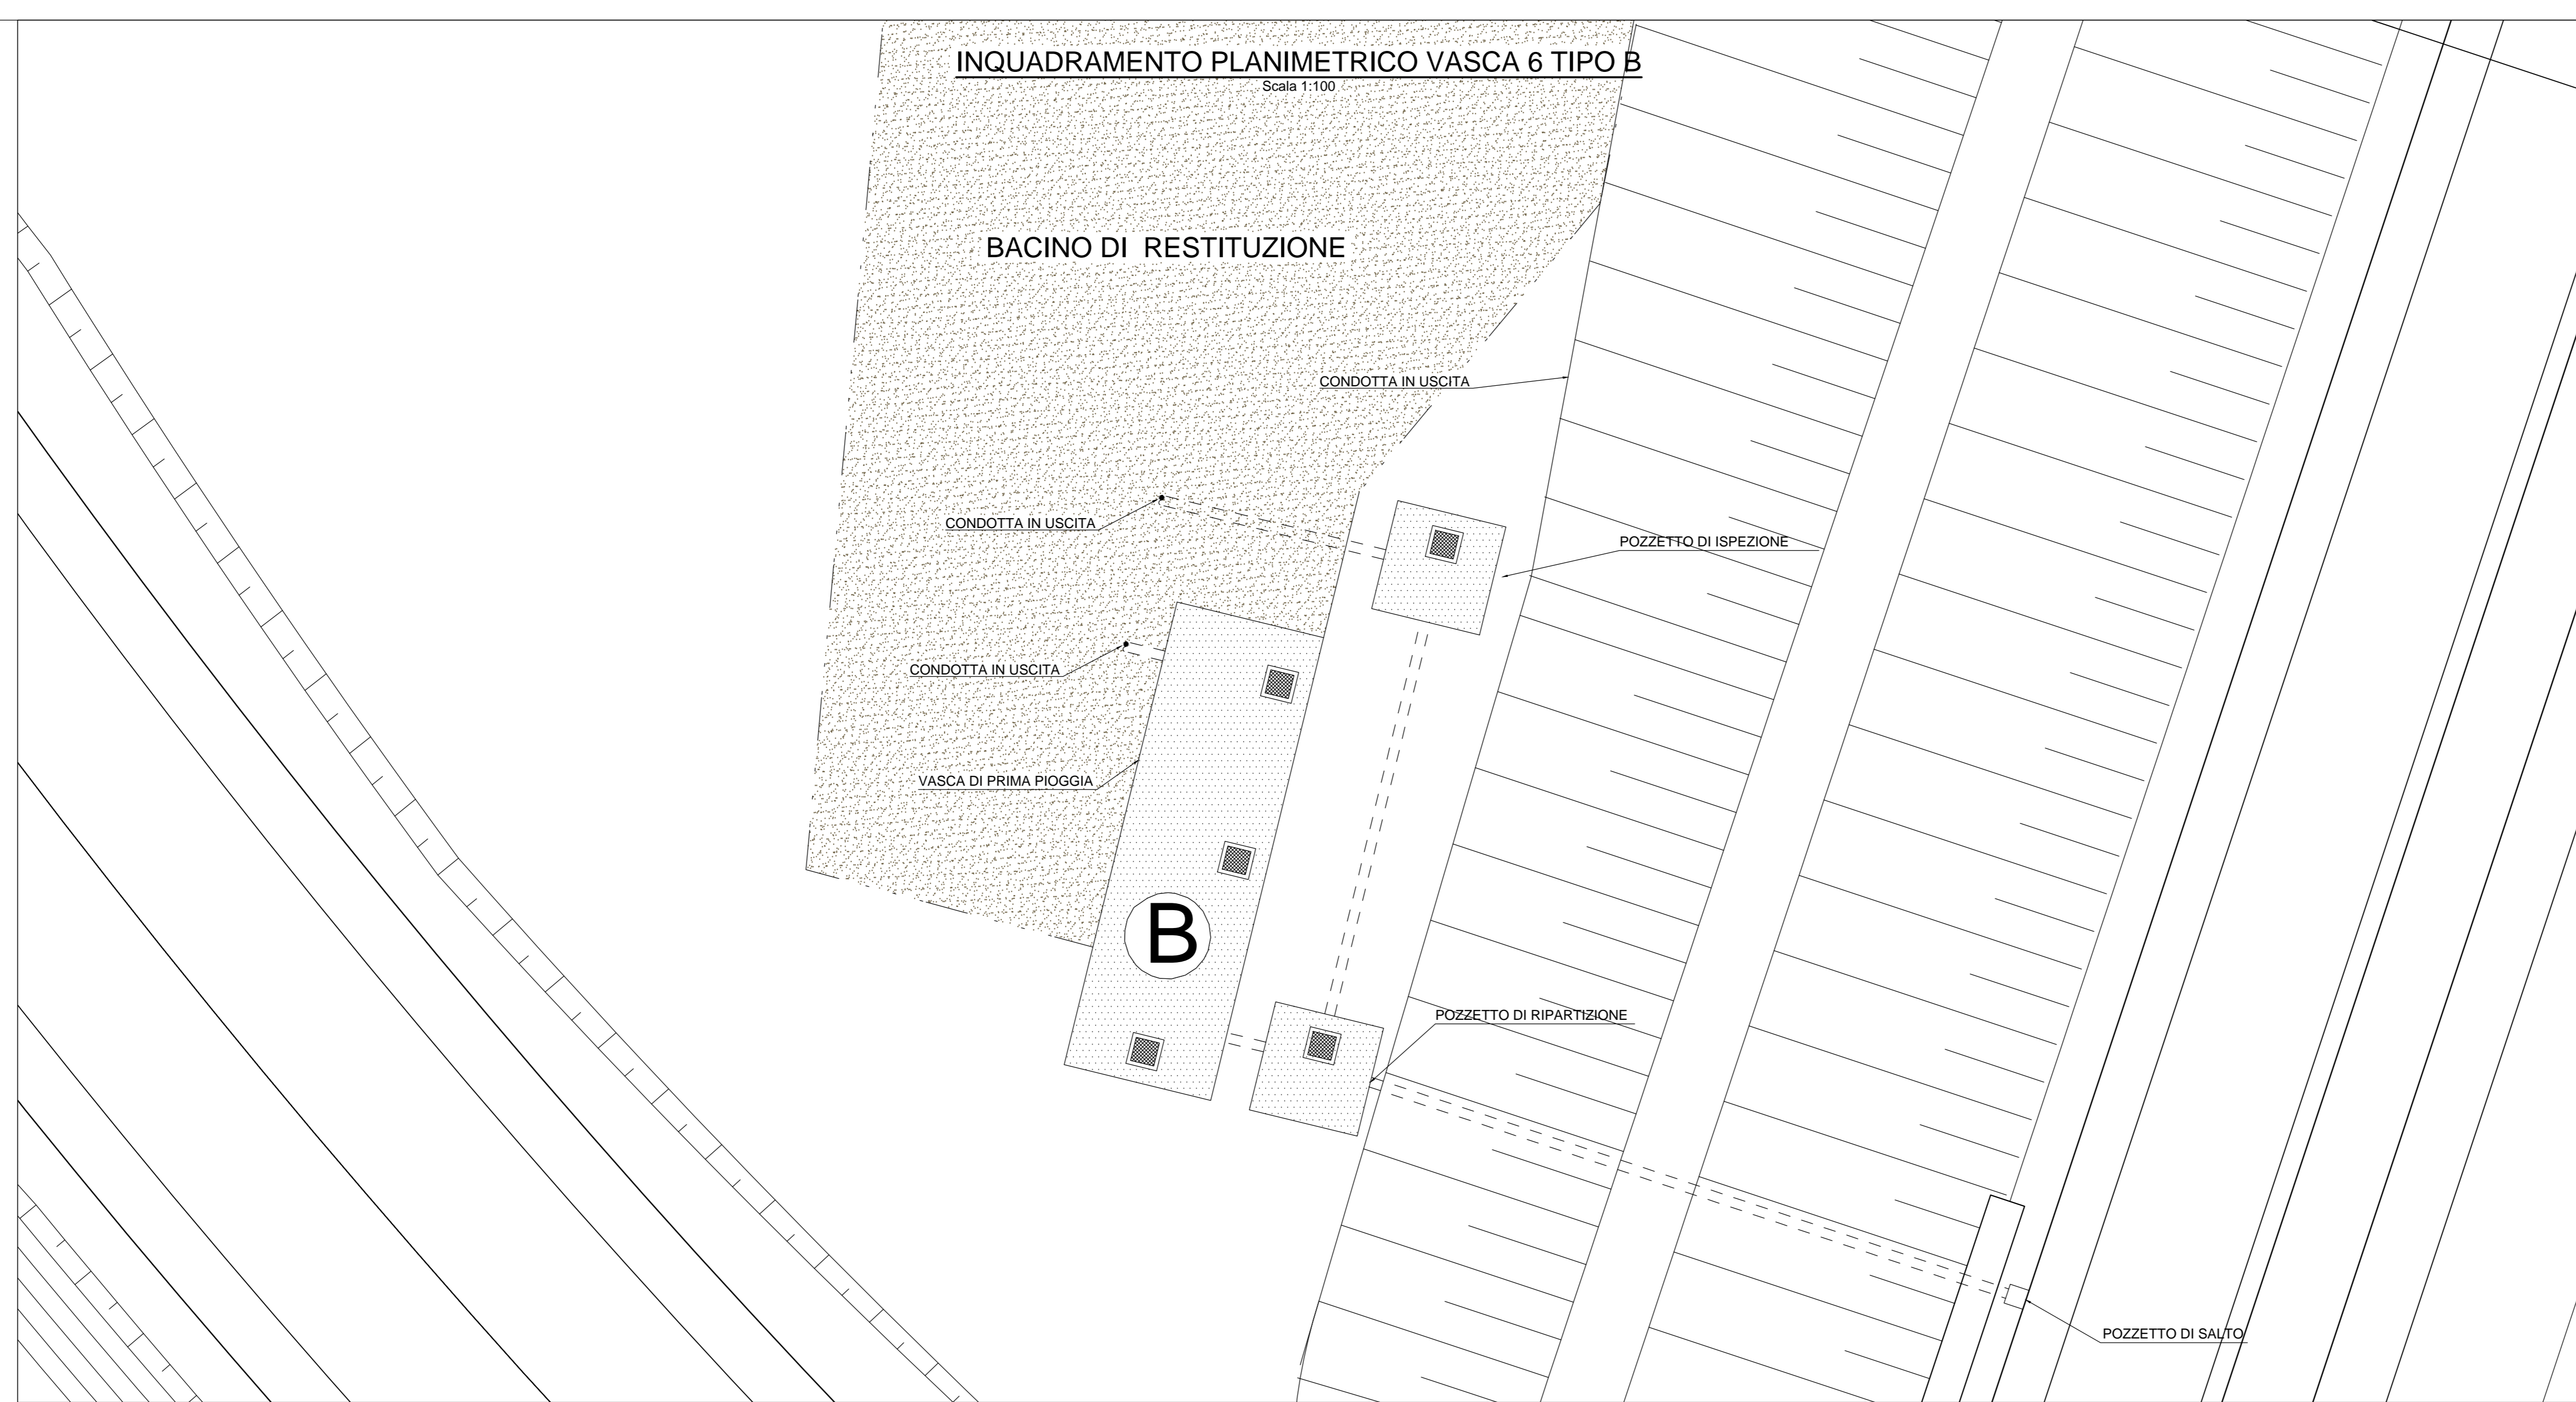 INQUADRAMENTO PLANIMETRICO VASCA 6 TIPO B
Scala 1:100
BACINO DI RESTITUZIONE
CONDOTTA IN USCITA
CONDOTTA IN USCITA
POZZETTO DI ISPEZIONE
CONDOTTA IN USCITA
VASCA DI PRIMA PIOGGIA
B
POZZETTO DI RIPARTIZIONE
POZZETTO DI SALTO